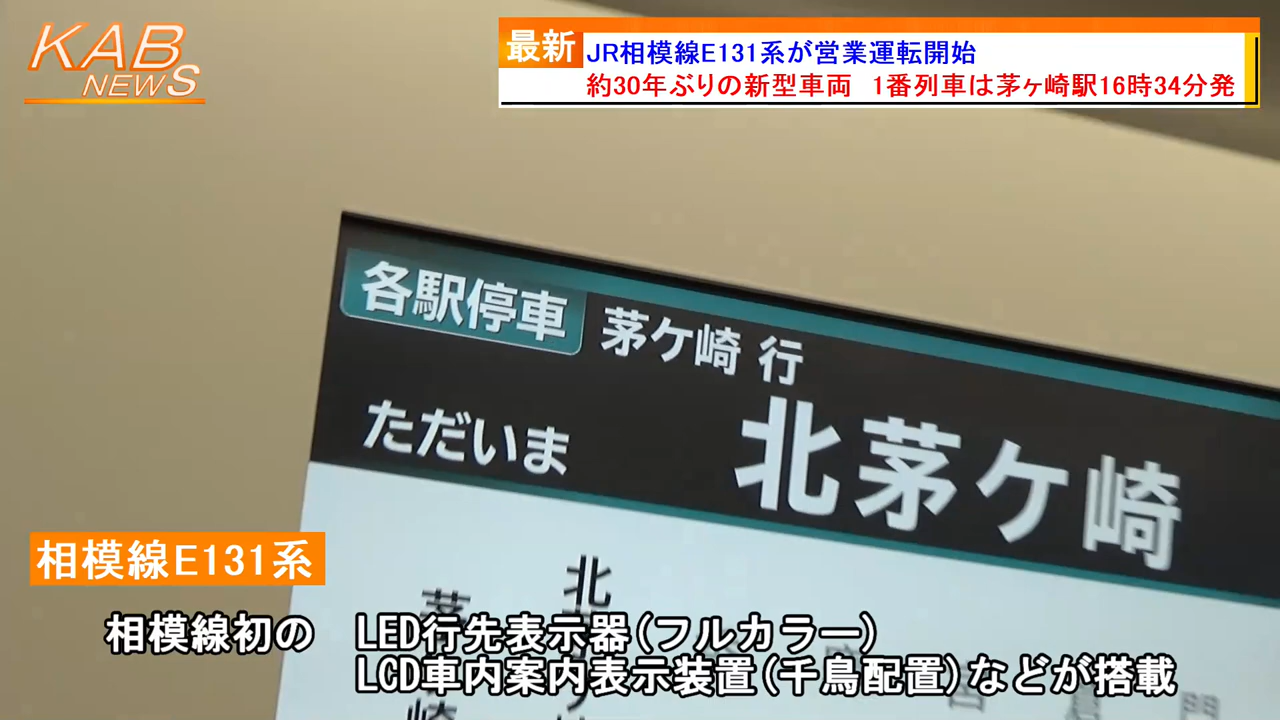 KAB
NEWS
最新
JR相模線E131系が営業運転開始
約30年ぶりの新型車両　1番列車は茅ヶ崎駅16時34分発
各駅停車
茅ケ崎 行
ただいま
北茅ケ崎
相模線E131系
相模線初の　LED行先表示器(フルカラー)
LCD車内案内表示装置(千鳥配置)などが搭載